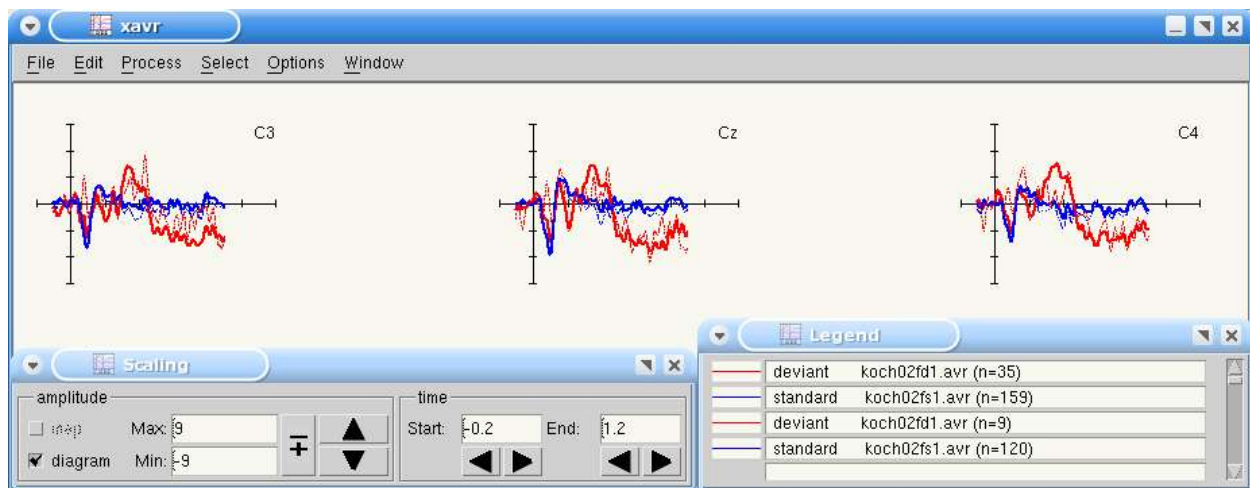 xavr
File Edit Process Select Options Window
C3 Cz C4
Scaling
amplitude
map Max: 9
diagram Min: -9
time
Start: -0.2 End: 1.2
Legend
deviant koch02fd1.avr (n=35)
standard koch02fs1.avr (n=159)
deviant koch02fd1.avr (n=9)
standard koch02fs1.avr (n=120)